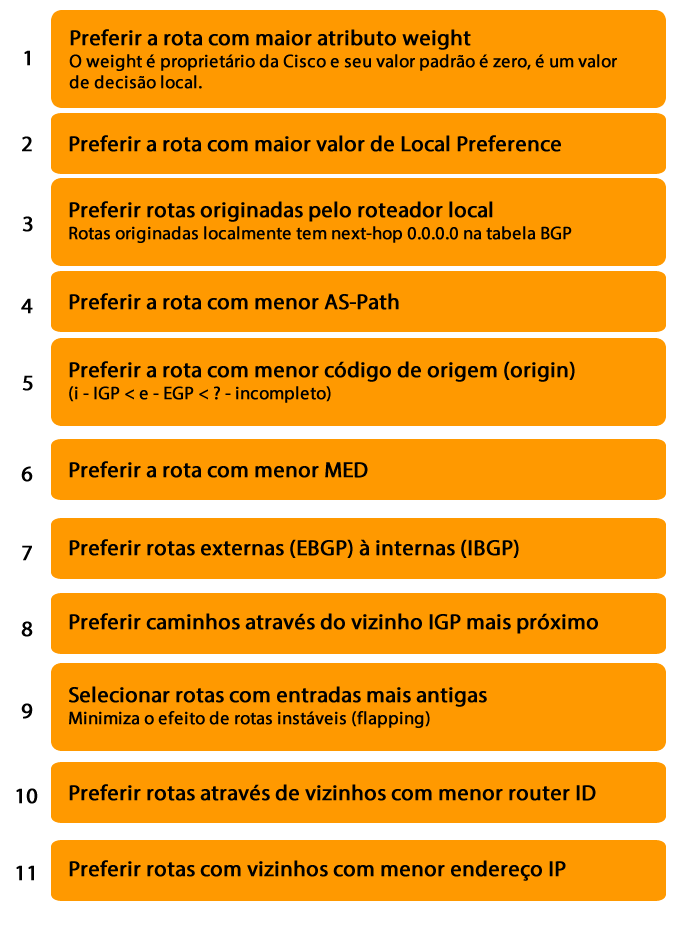 1
Preferir a rota com maior atributo weight
O weight é proprietário da Cisco e seu valor padrão é zero, é um valor
de decisão local.
2
Preferir a rota com maior valor de Local Preference
3
Preferir rotas originadas pelo roteador local
Rotas originadas localmente tem next-hop 0.0.0.0 na tabela BGP
4
Preferir a rota com menor AS-Path
5
Preferir a rota com menor código de origem (origin)
(i - IGP < e - EGP < ? - incompleto)
6
Preferir a rota com menor MED
7
Preferir rotas externas (EBGP) à internas (IBGP)
8
Preferir caminhos através do vizinho IGP mais próximo
9
Selecionar rotas com entradas mais antigas
Minimiza o efeito de rotas instáveis (flapping)
10
Preferir rotas através de vizinhos com menor router ID
11
Preferir rotas com vizinhos com menor endereço IP